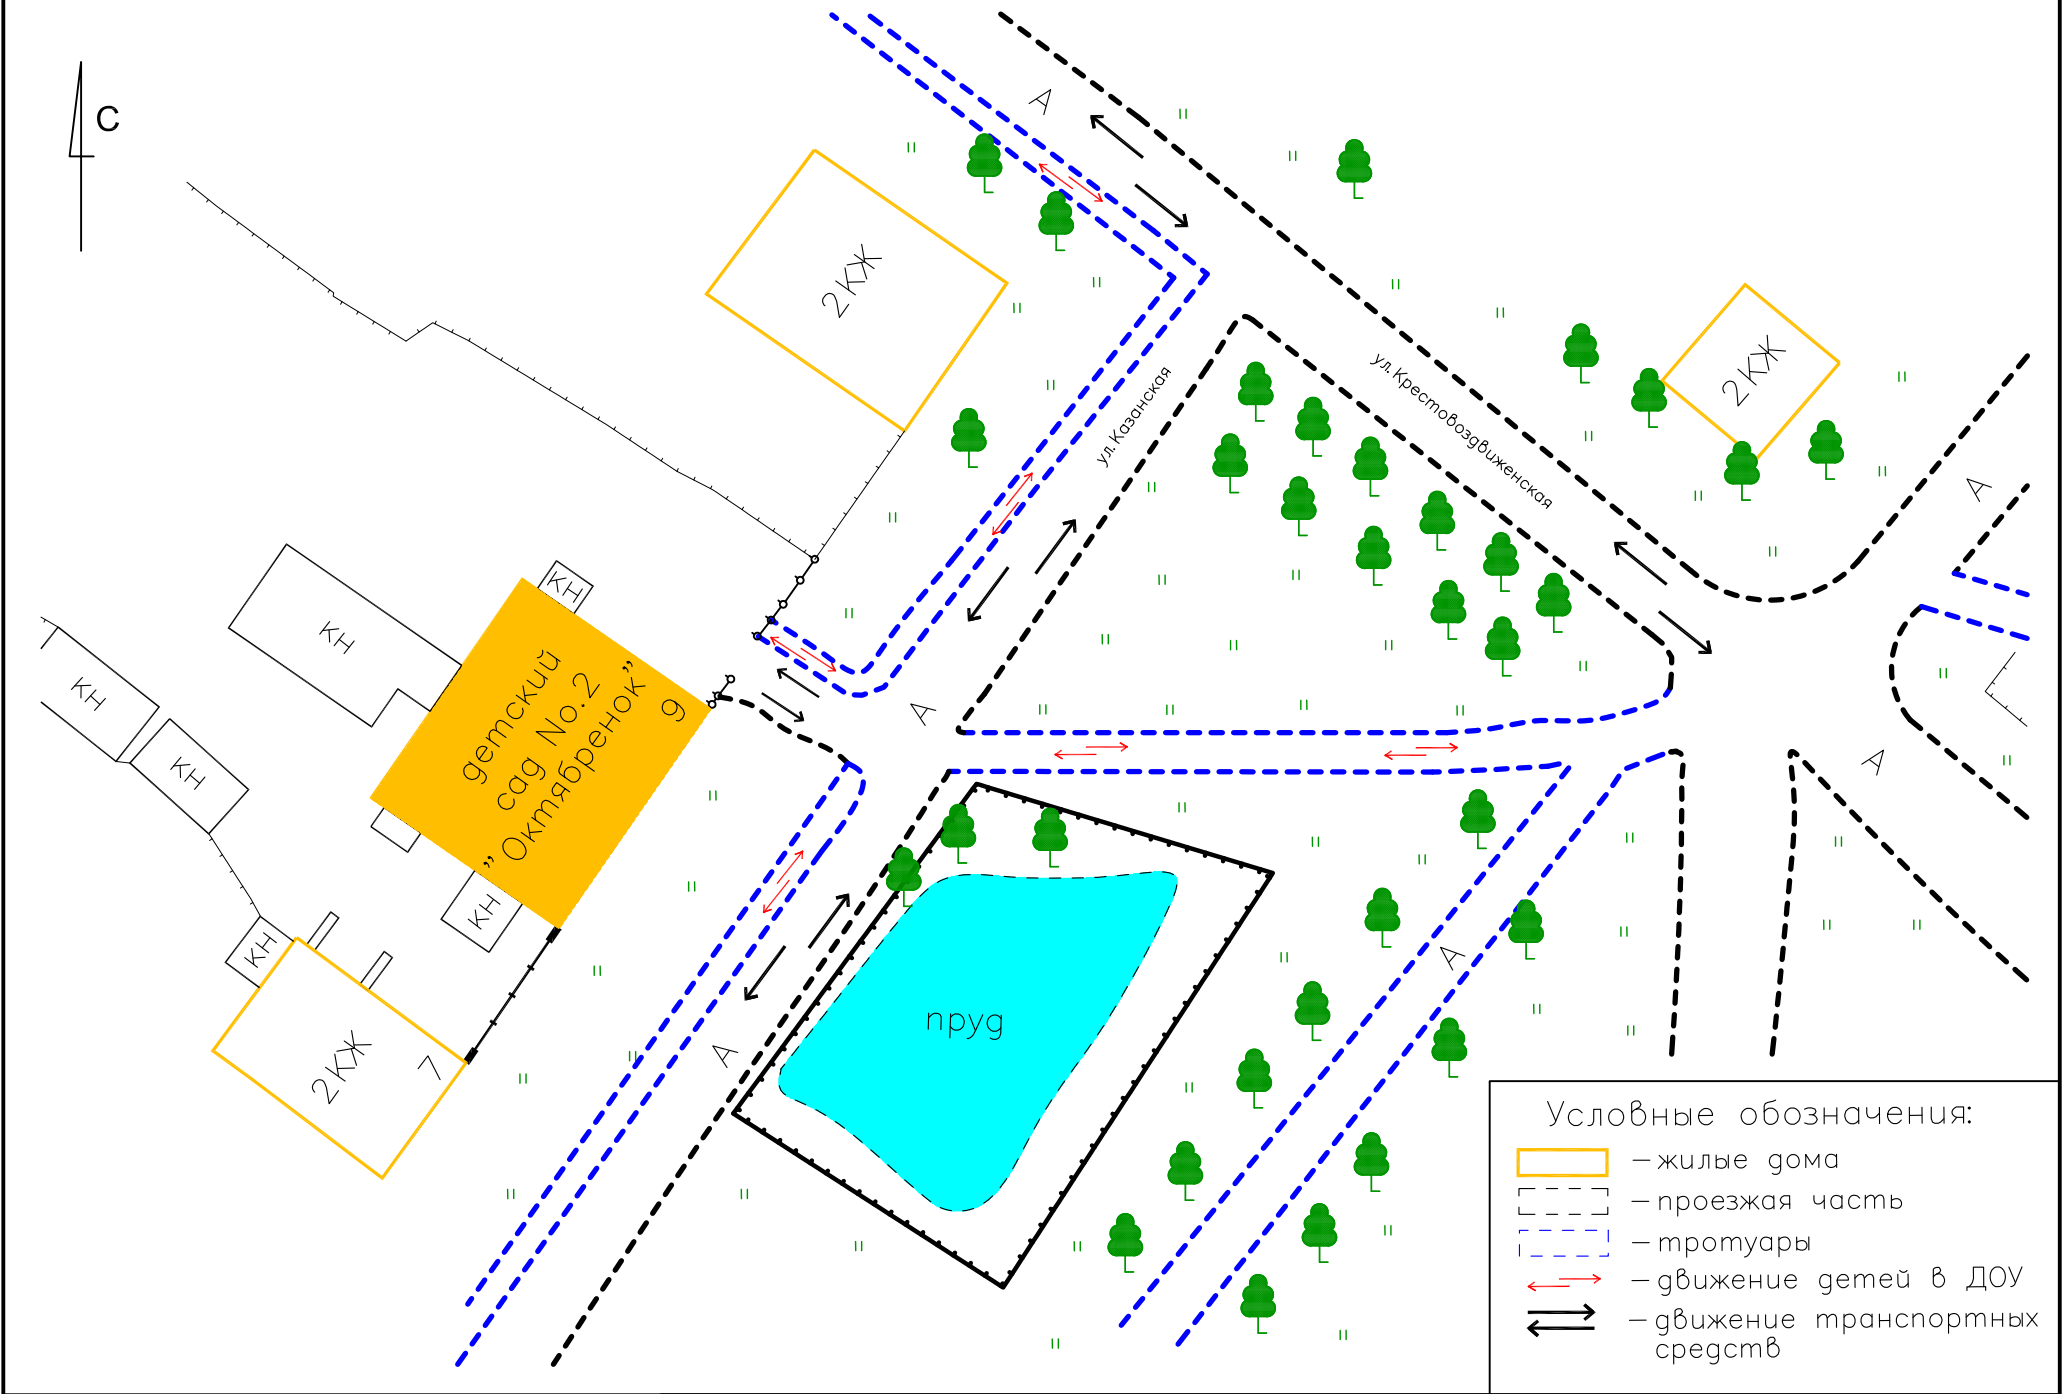 С
А
2КЖ
ул. Казанская
ул. Крестовоздвиженская
2КЖ
А
КН
КН
КН
КН
детский
сад No.2
"Октябренок"
9
А
А
КН
КН
2КЖ
7
А
пруд
А
Условные обозначения:
– жилые дома
– проезжая часть
– тротуары
– движение детей в ДОУ
– движение транспортных
средств